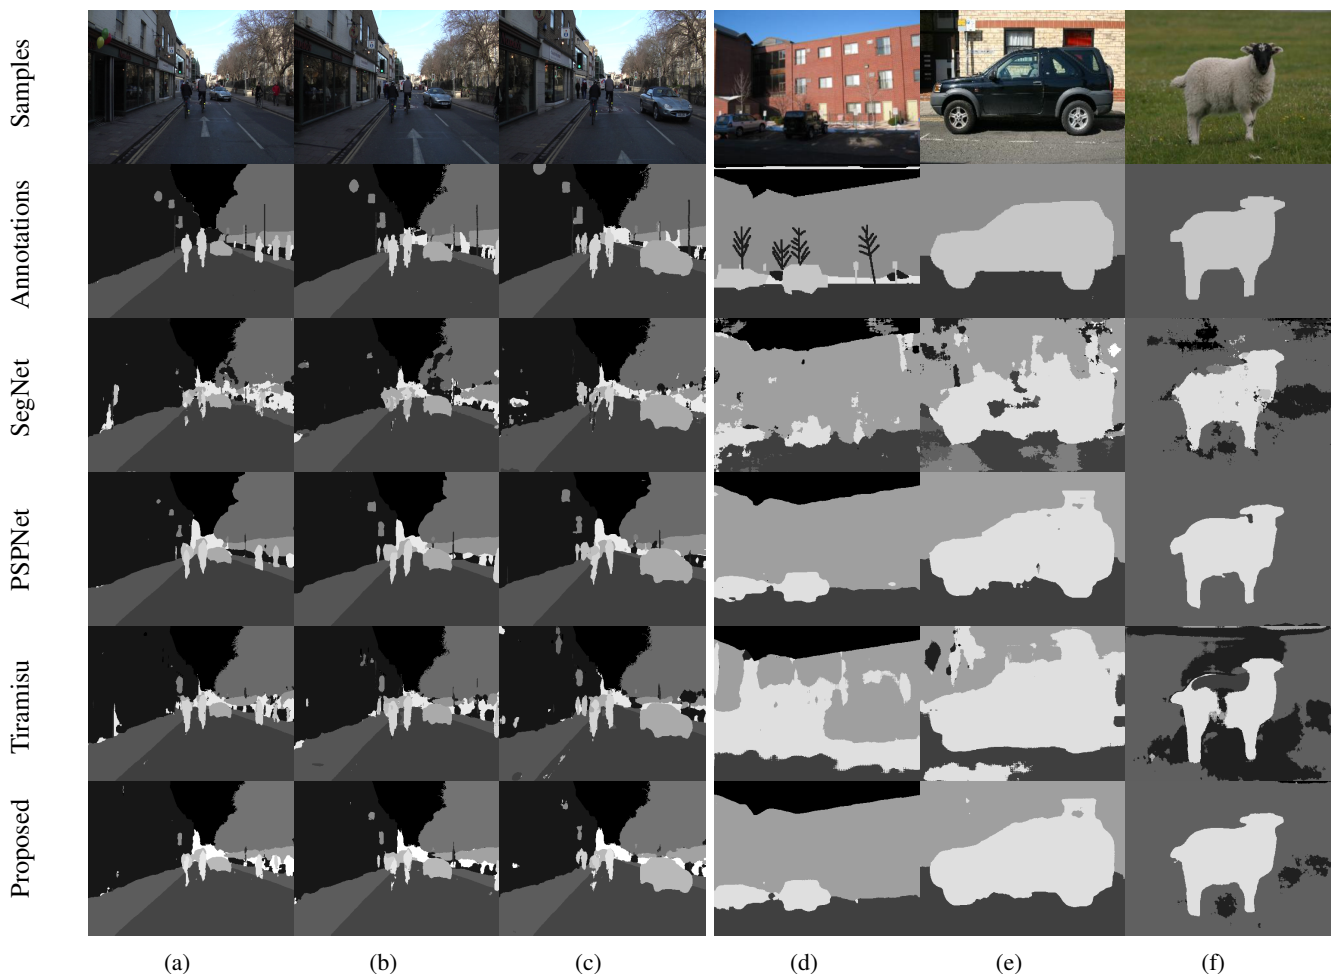 Samples
Annotations
SegNet
PSPNet
Tiramisu
Proposed
(a) (b) (c) (d) (e) (f)